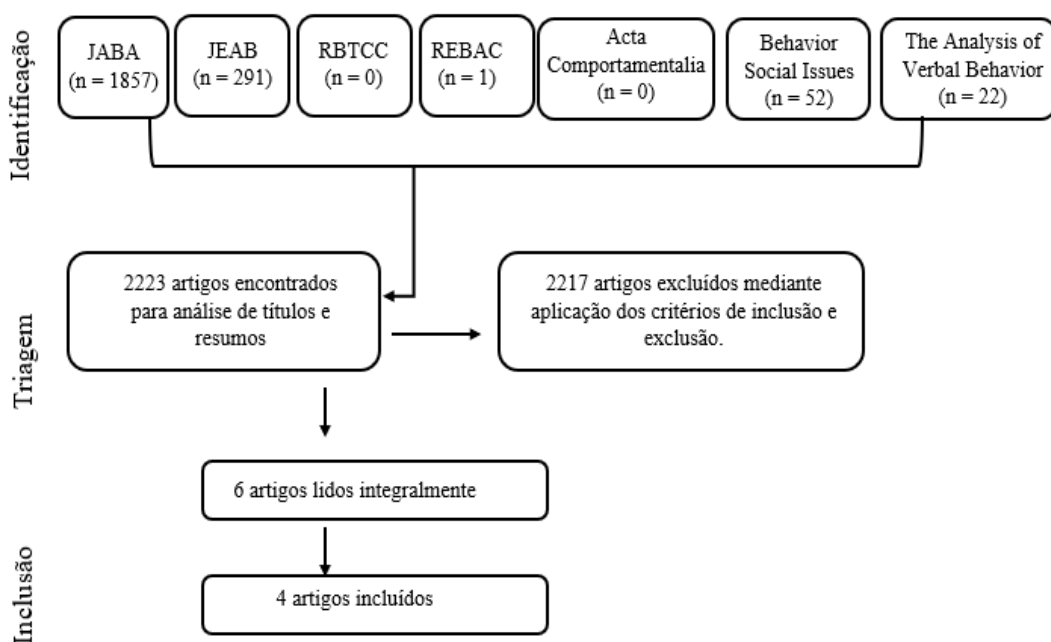 Identificação
JABA
(n = 1857)
JEAB
(n = 291)
RBTCC
(n = 0)
REBAC
(n = 1)
Acta
Comportamentalia
(n = 0)
Behavior
Social Issues
(n = 52)
The Analysis of
Verbal Behavior
(n = 22)
Triagem
2223 artigos encontrados
para análise de títulos e
resumos
2217 artigos excluídos mediante
aplicação dos critérios de inclusão e
exclusão.
6 artigos lidos integralmente
Inclusão
4 artigos incluídos